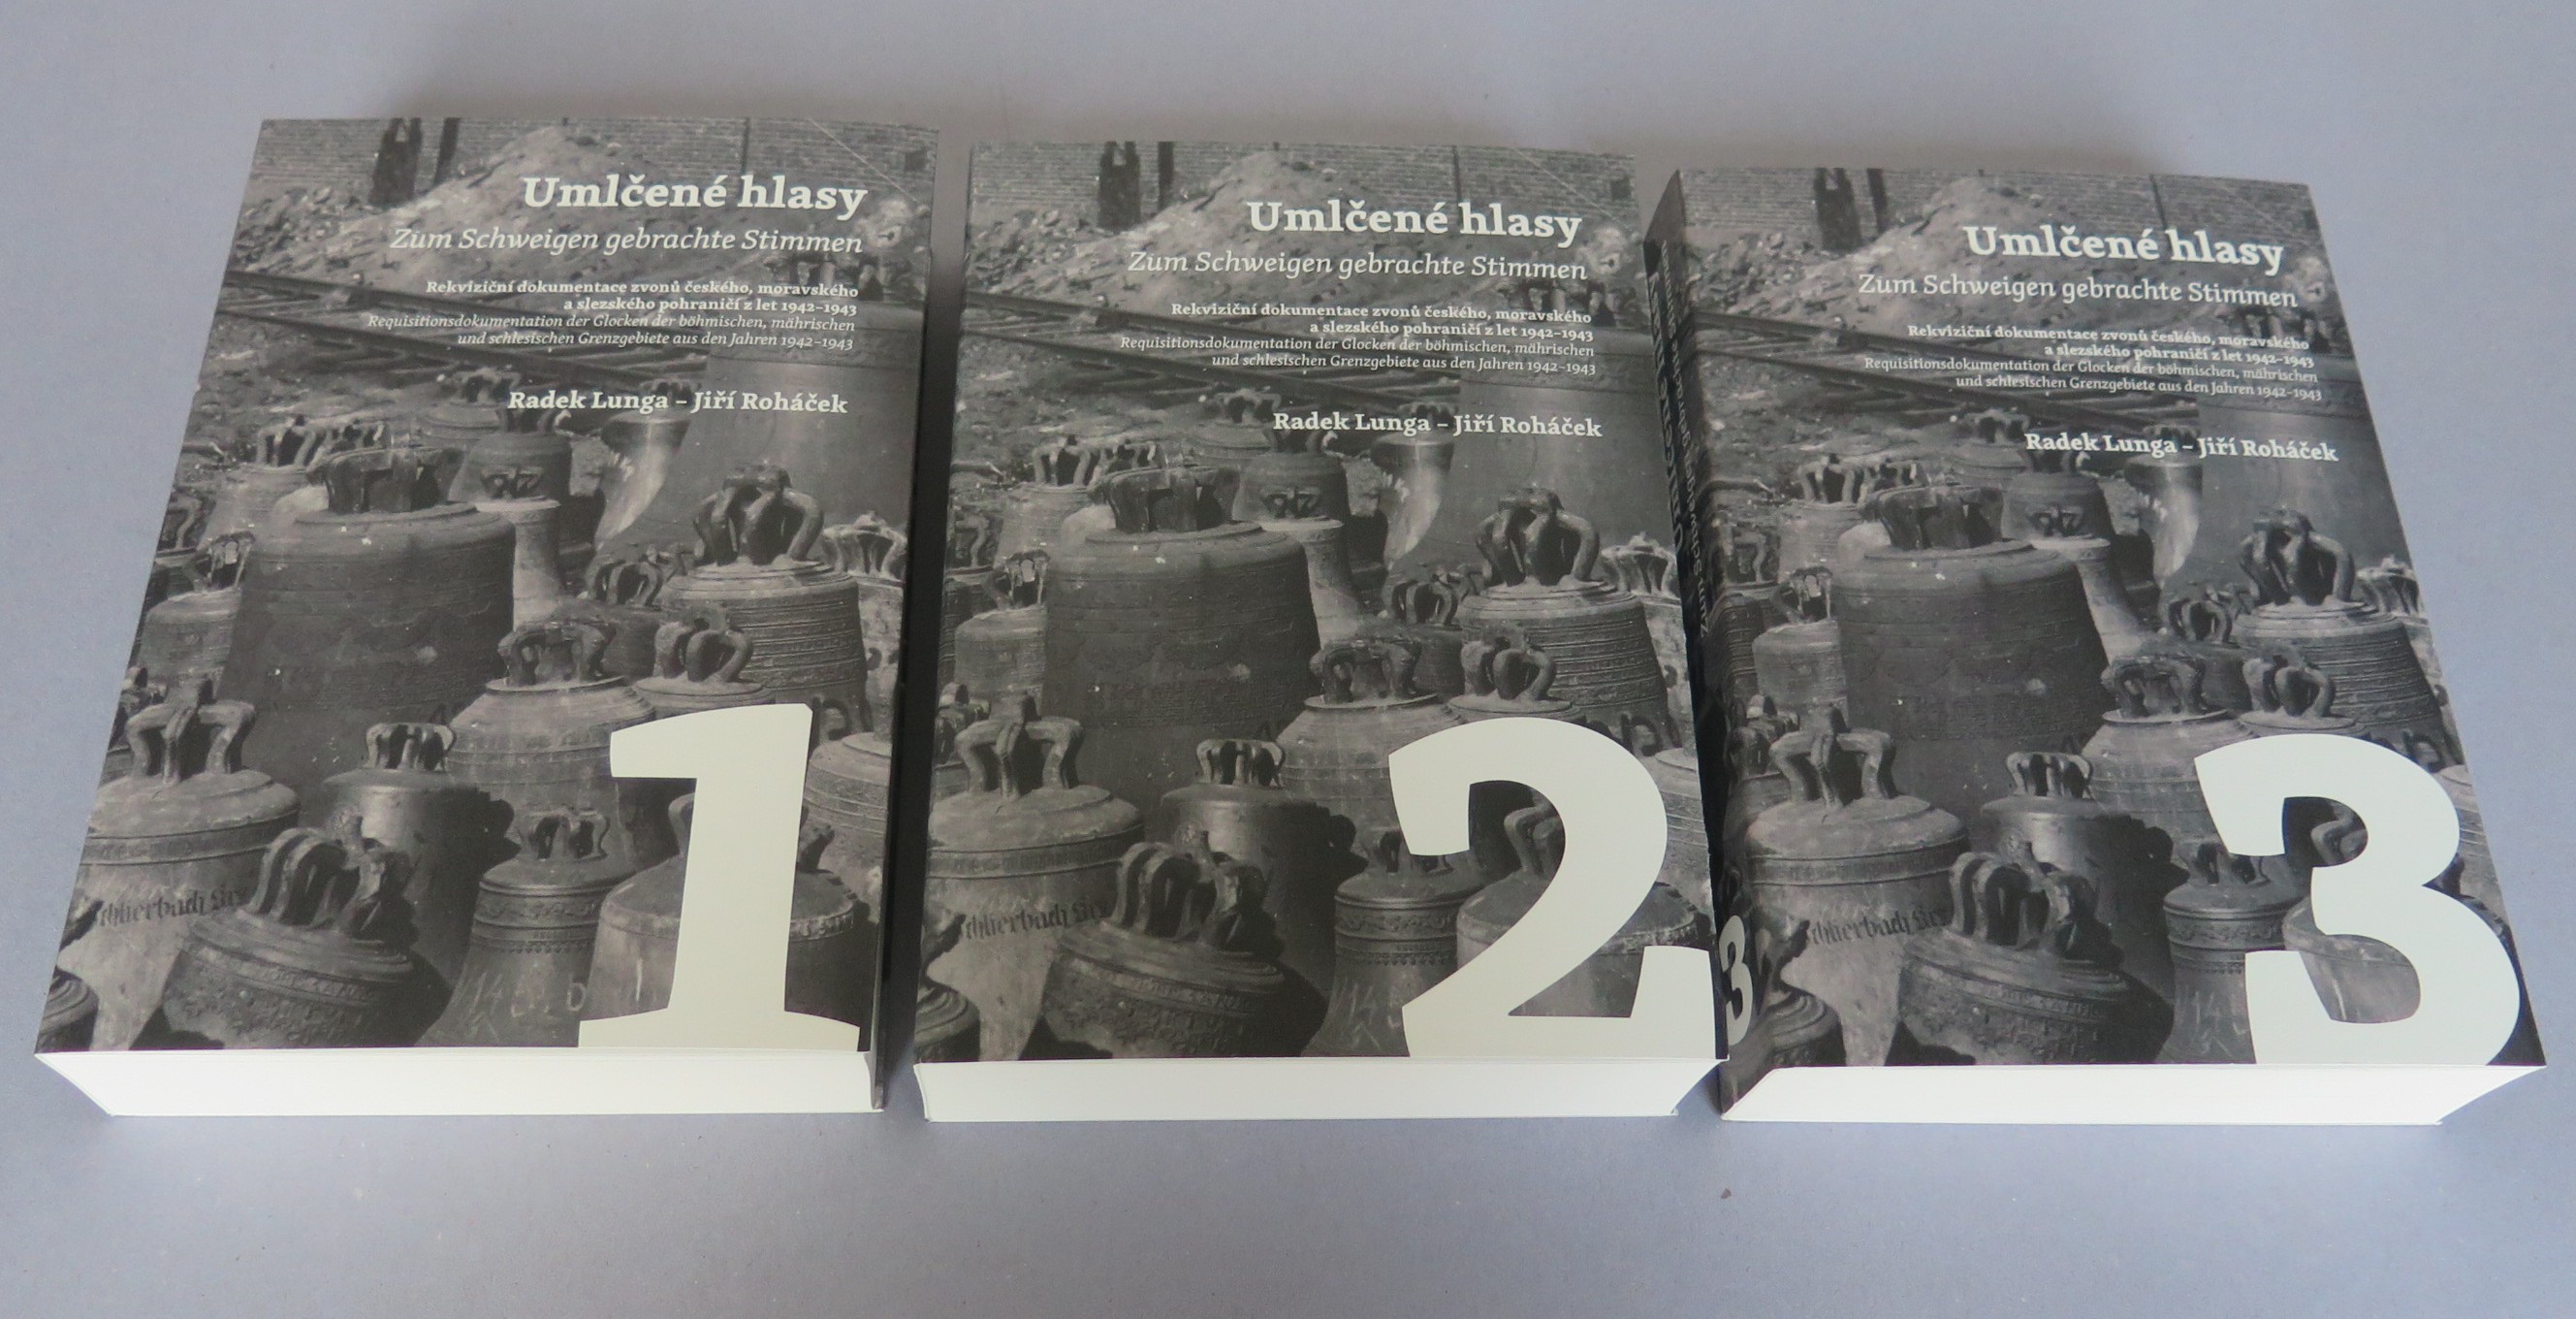 Umlčené hlasy
Zum Schweigen gebrachte Stimmen
Rekviziční dokumentace zvonů českého, moravského
a slezského pohraničí z let 1942–1943
Requisitionsdokumentation der Glocken der böhmischen, mährischen
und schlesischen Grenzgebiete aus den Jahren 1942–1943
Radek Lunga – Jiří Roháček
1
Umlčené hlasy
Zum Schweigen gebrachte Stimmen
Rekviziční dokumentace zvonů českého, moravského
a slezského pohraničí z let 1942–1943
Requisitionsdokumentation der Glocken der böhmischen, mährischen
und schlesischen Grenzgebiete aus den Jahren 1942–1943
Radek Lunga – Jiří Roháček
2
3
Umlčené hlasy
Zum Schweigen gebrachte Stimmen
Rekviziční dokumentace zvonů českého, moravského
a slezského pohraničí z let 1942–1943
Requisitionsdokumentation der Glocken der böhmischen, mährischen
und schlesischen Grenzgebiete aus den Jahren 1942–1943
Radek Lunga – Jiří Roháček
3